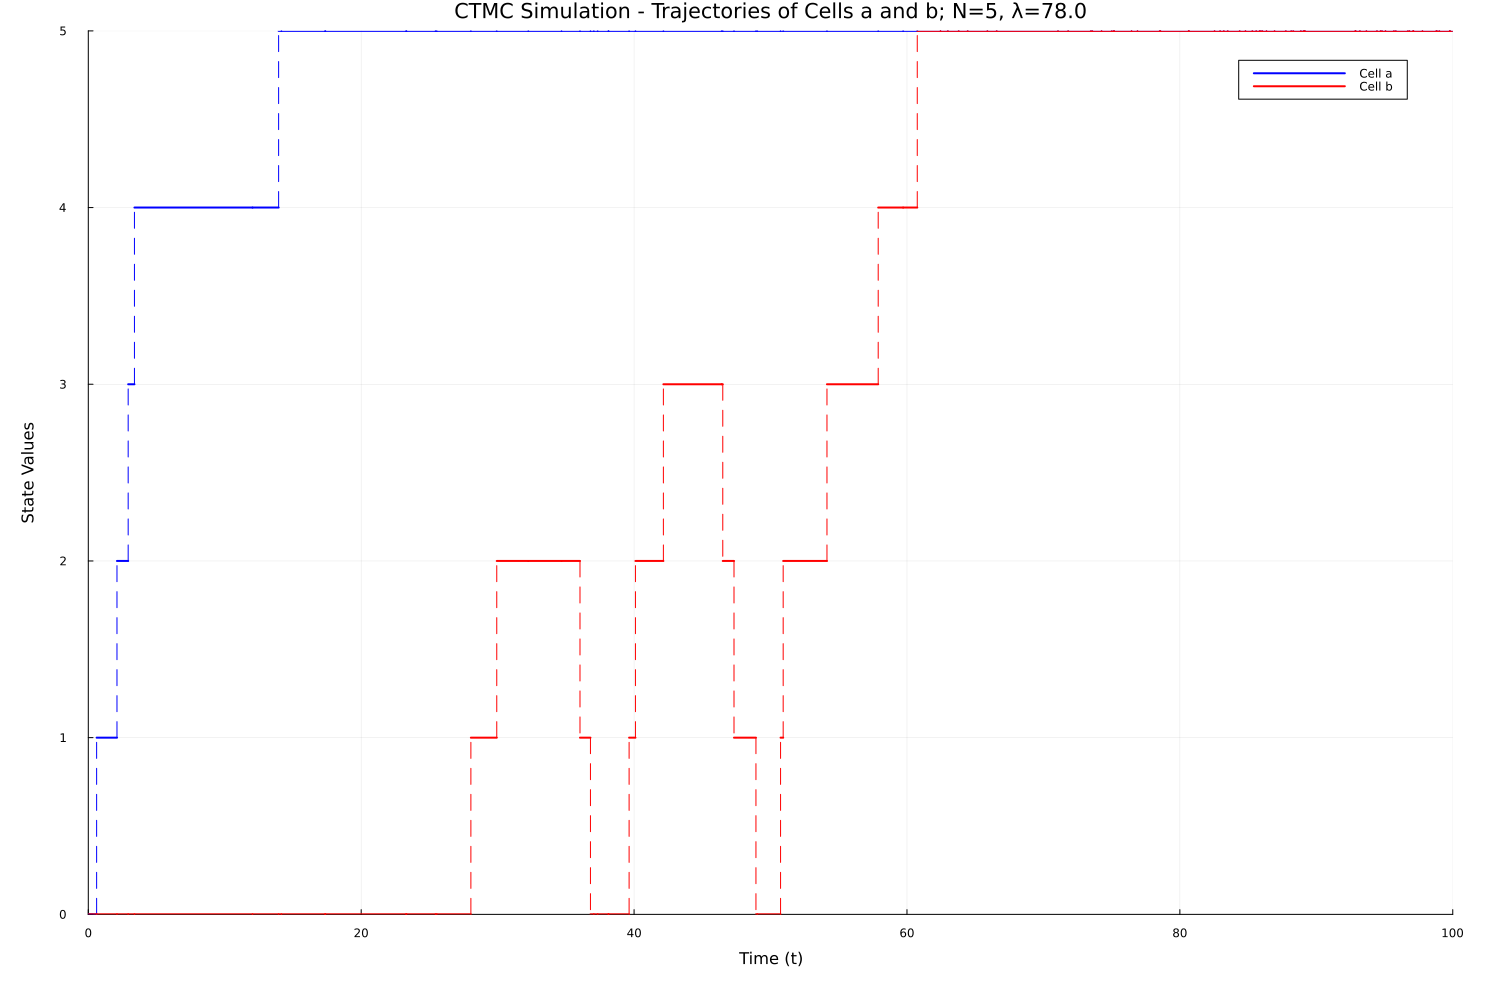 CTMC Simulation - Trajectories of Cells a and b; N=5, λ=78.0
5
Cell a
Cell b
4
3
State Values
2
1
0
0 20 40 60 80 100
Time (t)